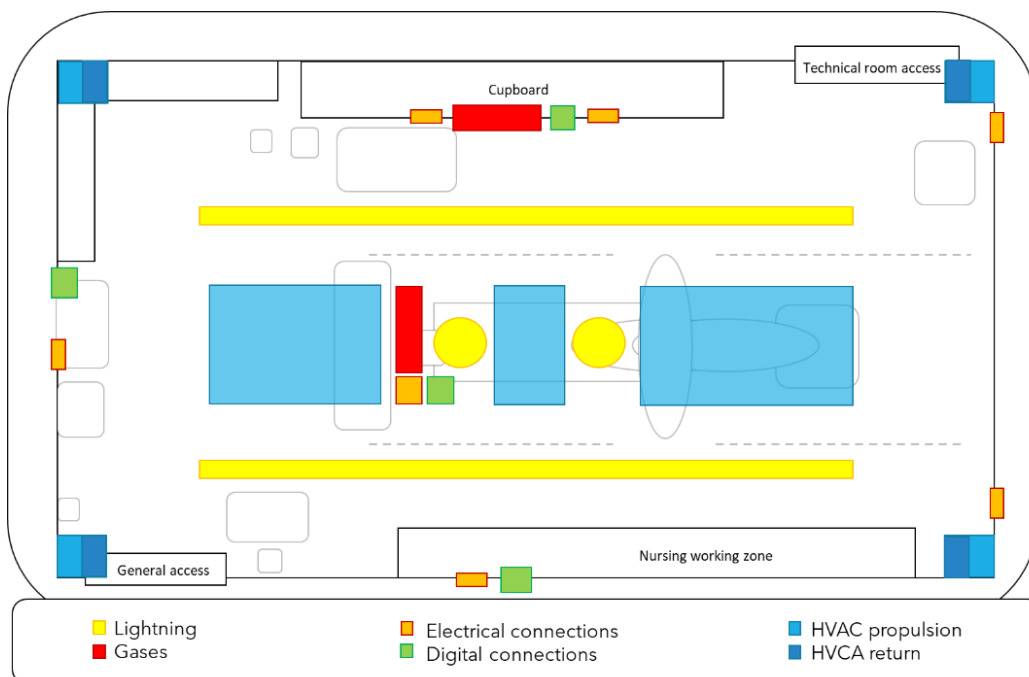 Technical room access
Cupboard
General access
Nursing working zone
Lightning
Gases
Electrical connections
Digital connections
HVAC propulsion
HVCA return